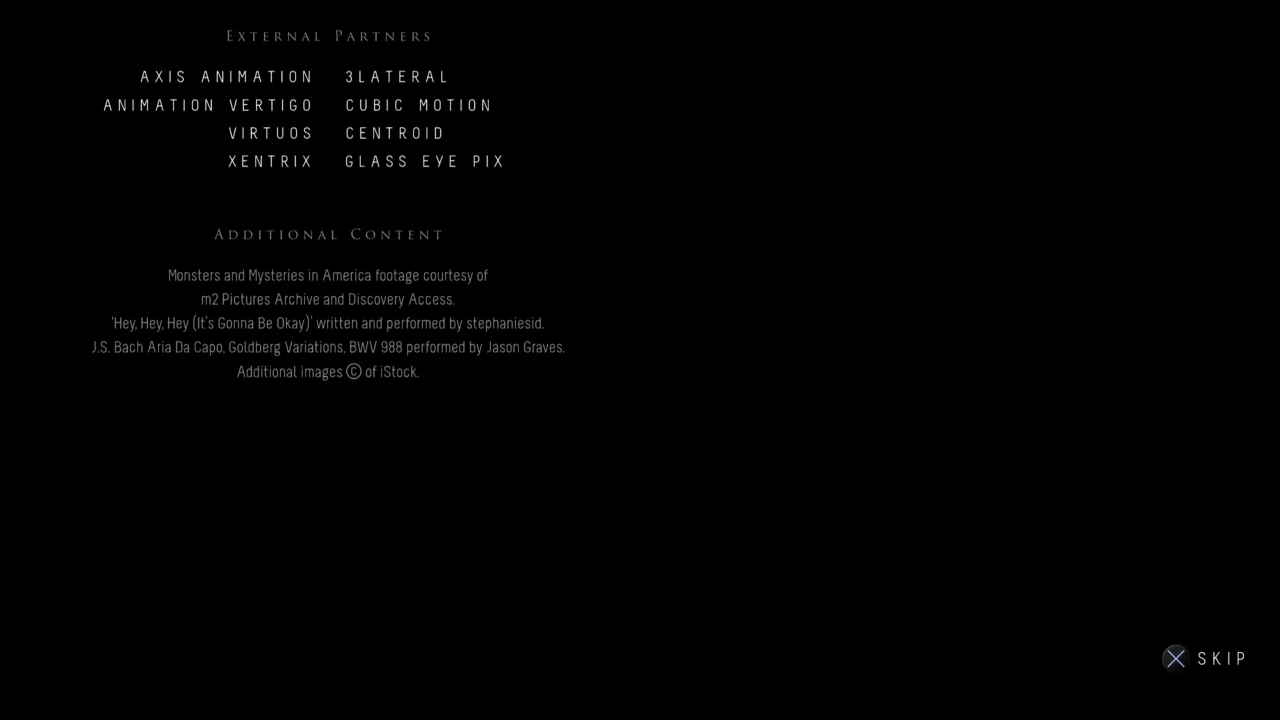 External Partners
AXIS ANIMATION 3LATERAL
ANIMATION VERTIGO CUBIC MOTION
VIRTUOS CENTROID
XENTRIX GLASS EYE PIX
Additional Content
Monsters and Mysteries in America footage courtesy of
m2 Pictures Archive and Discovery Access.
'Hey, Hey, Hey (It's Gonna Be Okay)' written and performed by stephaniesid.
J.S. Bach Aria Da Capo, Goldberg Variations, BWV 988 performed by Jason Graves.
Additional images © of iStock.
SKIP